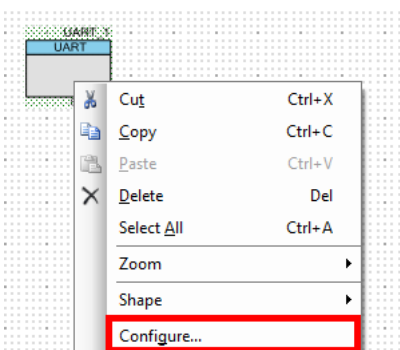 UART_1
UART
Cut Ctrl+X
Copy Ctrl+C
Paste Ctrl+V
Delete Del
Select All Ctrl+A
Zoom
Shape
Configure...